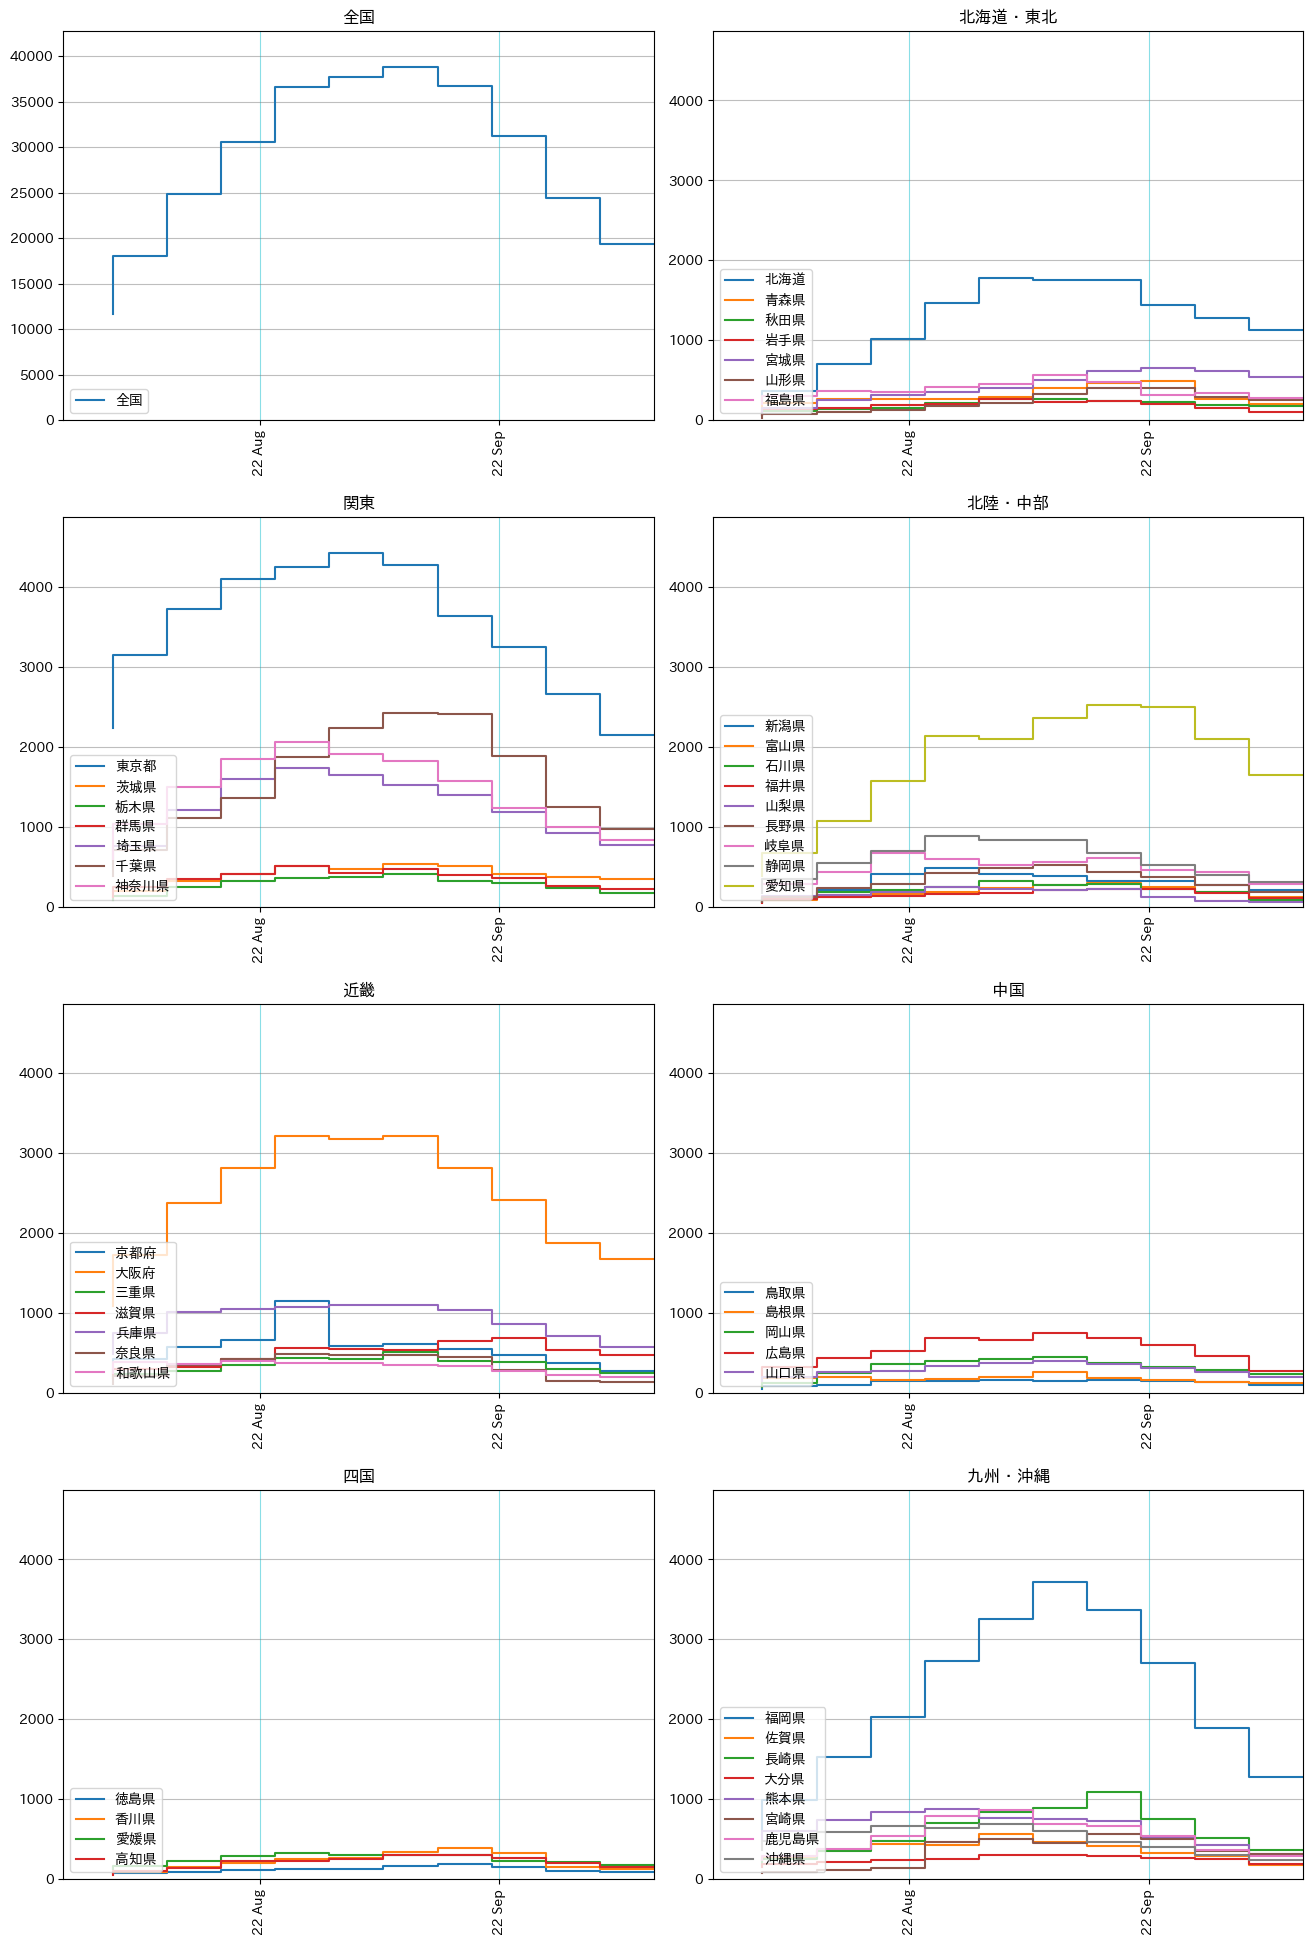 全国
40000
35000
30000
25000
20000
15000
10000
5000
0
全国
22 Aug
22 Sep
北海道・東北
4000
3000
2000
1000
0
北海道
青森県
秋田県
岩手県
宮城県
山形県
福島県
22 Aug
22 Sep
関東
4000
3000
2000
1000
0
東京都
茨城県
栃木県
群馬県
埼玉県
千葉県
神奈川県
22 Aug
22 Sep
北陸・中部
4000
3000
2000
1000
0
新潟県
富山県
石川県
福井県
山梨県
長野県
岐阜県
静岡県
愛知県
22 Aug
22 Sep
近畿
4000
3000
2000
1000
0
京都府
大阪府
三重県
滋賀県
兵庫県
奈良県
和歌山県
22 Aug
22 Sep
中国
4000
3000
2000
1000
0
鳥取県
島根県
岡山県
広島県
山口県
22 Aug
22 Sep
四国
4000
3000
2000
1000
0
徳島県
香川県
愛媛県
高知県
22 Aug
22 Sep
九州・沖縄
4000
3000
2000
1000
0
福岡県
佐賀県
長崎県
大分県
熊本県
宮崎県
鹿児島県
沖縄県
22 Aug
22 Sep